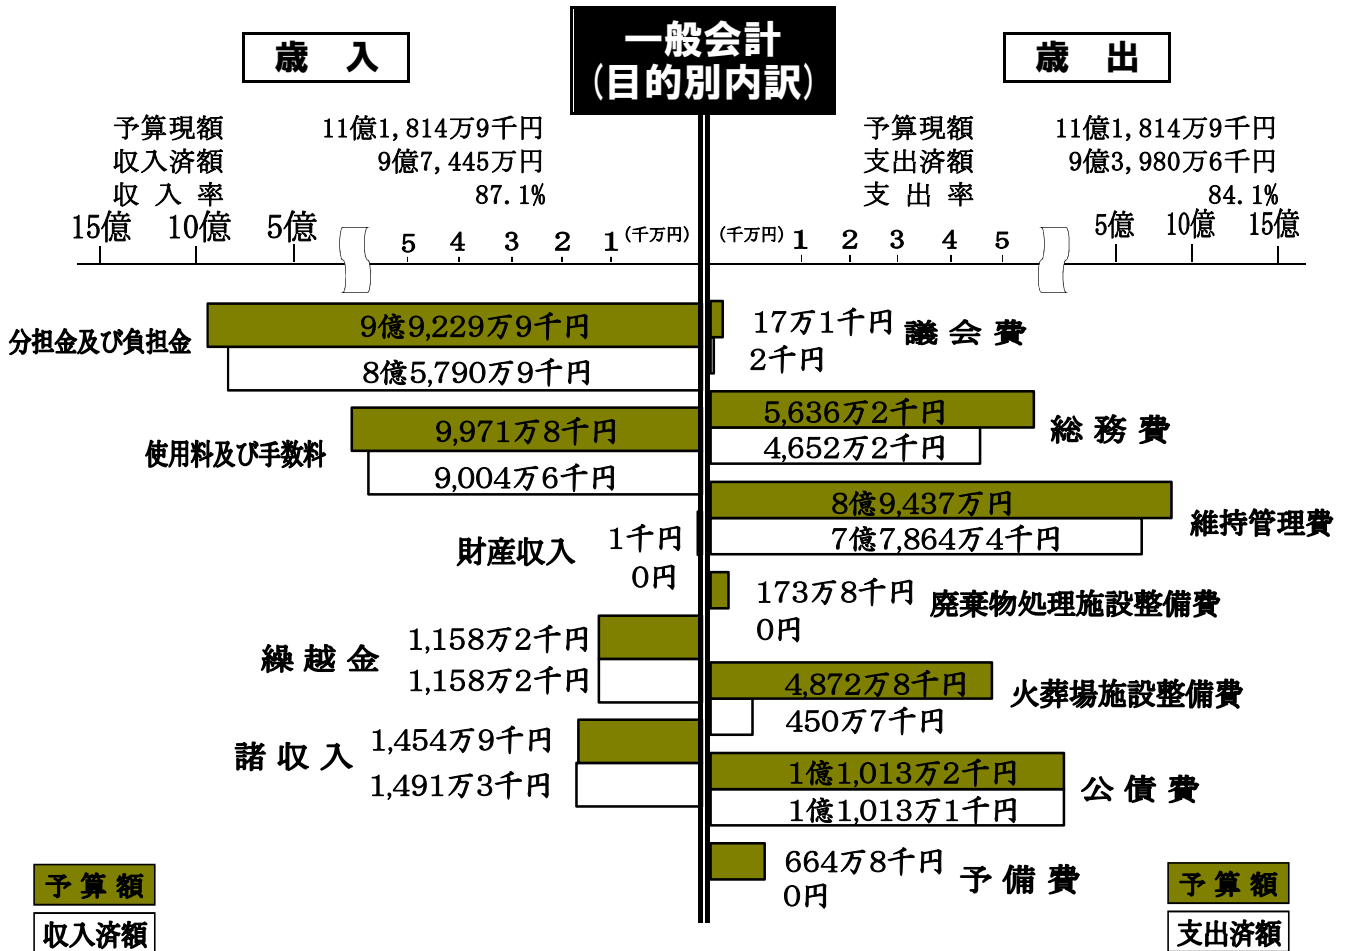 一般会計
(目的別内訳)
歳 入
予算現額 11億1,814万9千円
収入済額 9億7,445万円
収 入 率 87.1%
15億 10億 5億 5 4 3 2 1 (千万円)
分担金及び負担金 9億9,229万9千円
8億5,790万9千円
使用料及び手数料 9,971万8千円
9,004万6千円
財産収入 1千円
0円
繰 越 金 1,158万2千円
1,158万2千円
諸 収 入 1,454万9千円
1,491万3千円
予 算 額
収入済額
歳 出
予算現額 11億1,814万9千円
支出済額 9億3,980万6千円
支 出 率 84.1%
(千万円) 1 2 3 4 5 5億 10億 15億
17万1千円 議 会 費
2千円
5,636万2千円 総 務 費
4,652万2千円
8億9,437万円 維持管理費
7億7,864万4千円
173万8千円 廃棄物処理施設整備費
0円
4,872万8千円 火葬場施設整備費
450万7千円
1億1,013万2千円 公 債 費
1億1,013万1千円
664万8千円 予 備 費
0円
予 算 額
支出済額